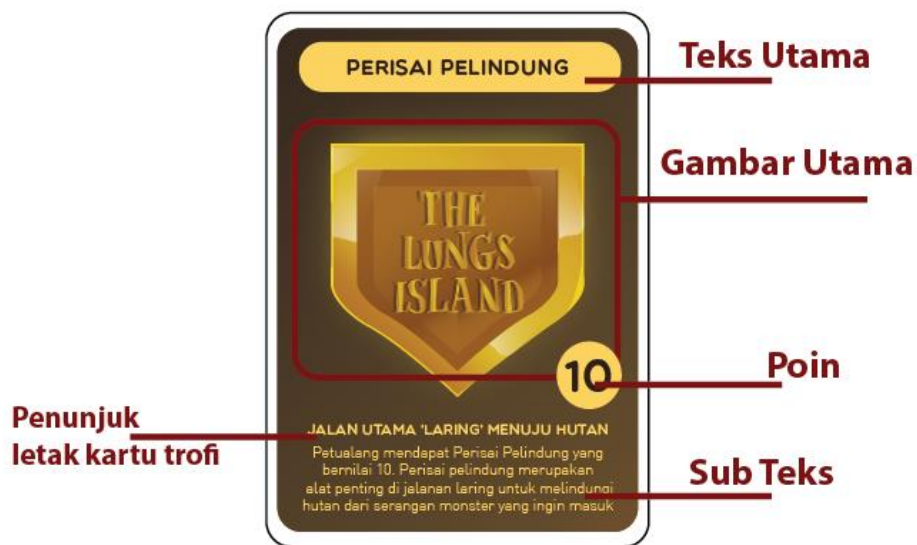 PERISAI PELINDUNG
Teks Utama
Gambar Utama
THE
LUNGS
ISLAND
10
Poin
Penunjuk
letak kartu trofi
JALAN UTAMA 'LARING' MENUJU HUTAN
Petualang mendapat Perisai Pelindung yang
bernilai 10. Perisai pelindung merupakan
alat penting di jalanan laring untuk melindungi
hutan dari serangan monster yang ingin masuk
Sub Teks